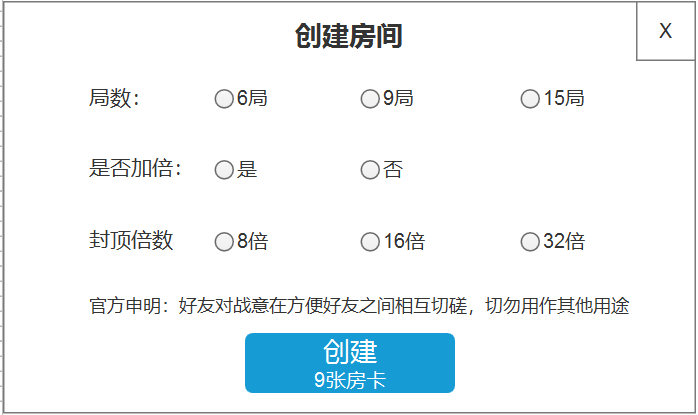 创建房间
X
局数： 6局 9局 15局
是否加倍： 是 否
封顶倍数 8倍 16倍 32倍
官方申明：好友对战意在方便好友之间相互切磋，切勿用作其他用途
创建
9张房卡